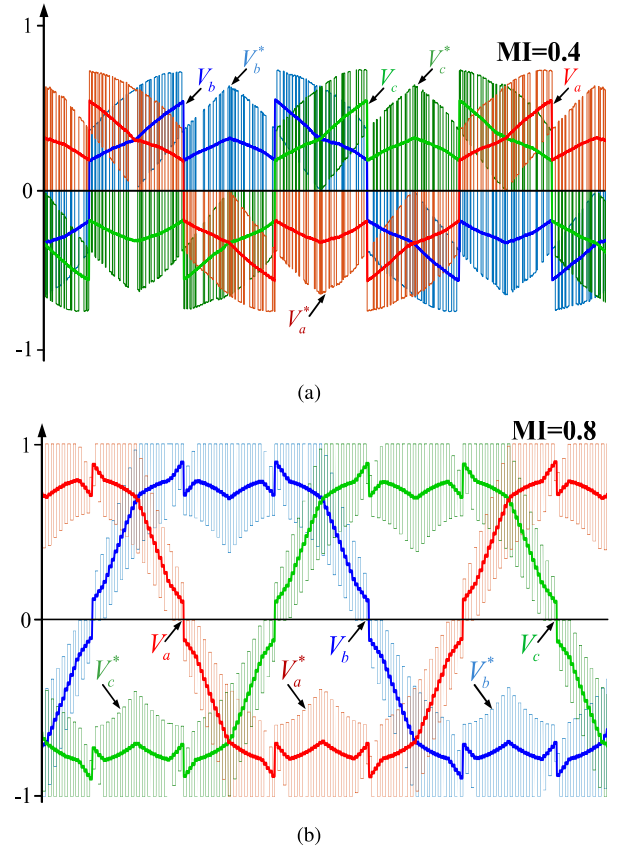 1
MI=0.4
V_b
V_b^*
V_c
V_c^*
V_a
0
V_a^*
-1
(a)
MI=0.8
1
0
V_a
V_b
V_c
V_c^*
V_a^*
V_b^*
-1
(b)